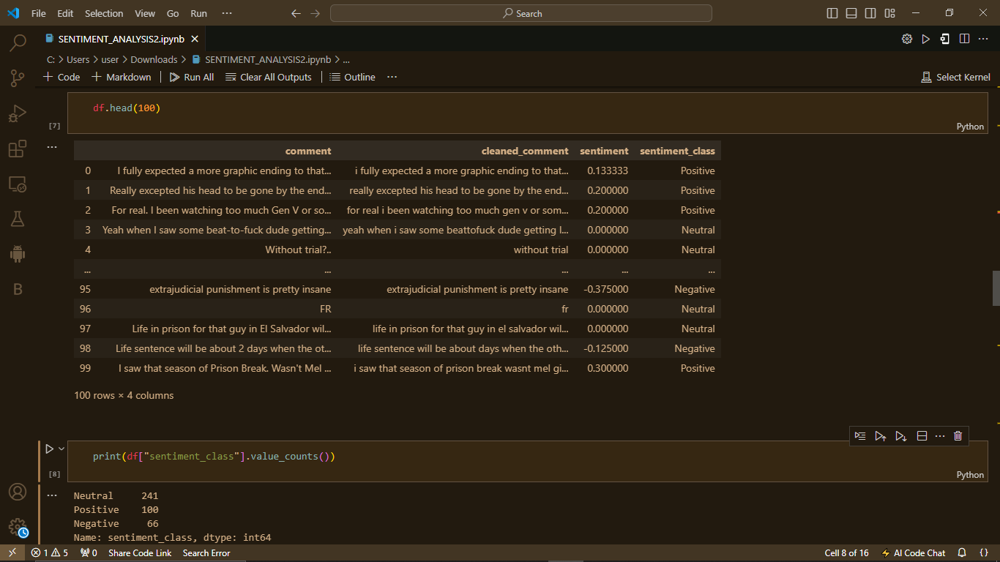 File Edit Selection View Go Run ··· Search
SENTIMENT_ANALYSIS2.ipynb
C: > Users > user > Downloads > SENTIMENT_ANALYSIS2.ipynb > ...
+ Code + Markdown | Run All Clear All Outputs | Outline ··· Select Kernel
df.head(100)
[7] Python
comment cleaned_comment sentiment sentiment_class
0 I fully expected a more graphic ending to that... i fully expected a more graphic ending to that... 0.133333 Positive
1 Really excepted his head to be gone by the end... really excepted his head to be gone by the end... 0.200000 Positive
2 For real. I been watching too much Gen V or so... for real i been watching too much gen v or som... 0.200000 Positive
3 Yeah when I saw some beat-to-fuck dude getting... yeah when i saw some beattofuck dude getting l... 0.000000 Neutral
4 Without trial?.. without trial 0.000000 Neutral
... ... ... ... ...
95 extrajudicial punishment is pretty insane extrajudicial punishment is pretty insane -0.375000 Negative
96 FR fr 0.000000 Neutral
97 Life in prison for that guy in El Salvador wil... life in prison for that guy in el salvador wil... 0.000000 Neutral
98 Life sentence will be about 2 days when the ot... life sentence will be about days when the oth... -0.125000 Negative
99 I saw that season of Prison Break. Wasn't Mel ... i saw that season of prison break wasnt mel gi... 0.300000 Positive
100 rows × 4 columns
print(df["sentiment_class"].value_counts())
[8] Python
Neutral 241
Positive 100
Negative 66
Name: sentiment_class, dtype: int64
B
1 5 0 Share Code Link Search Error Cell 8 of 16 AI Code Chat {}